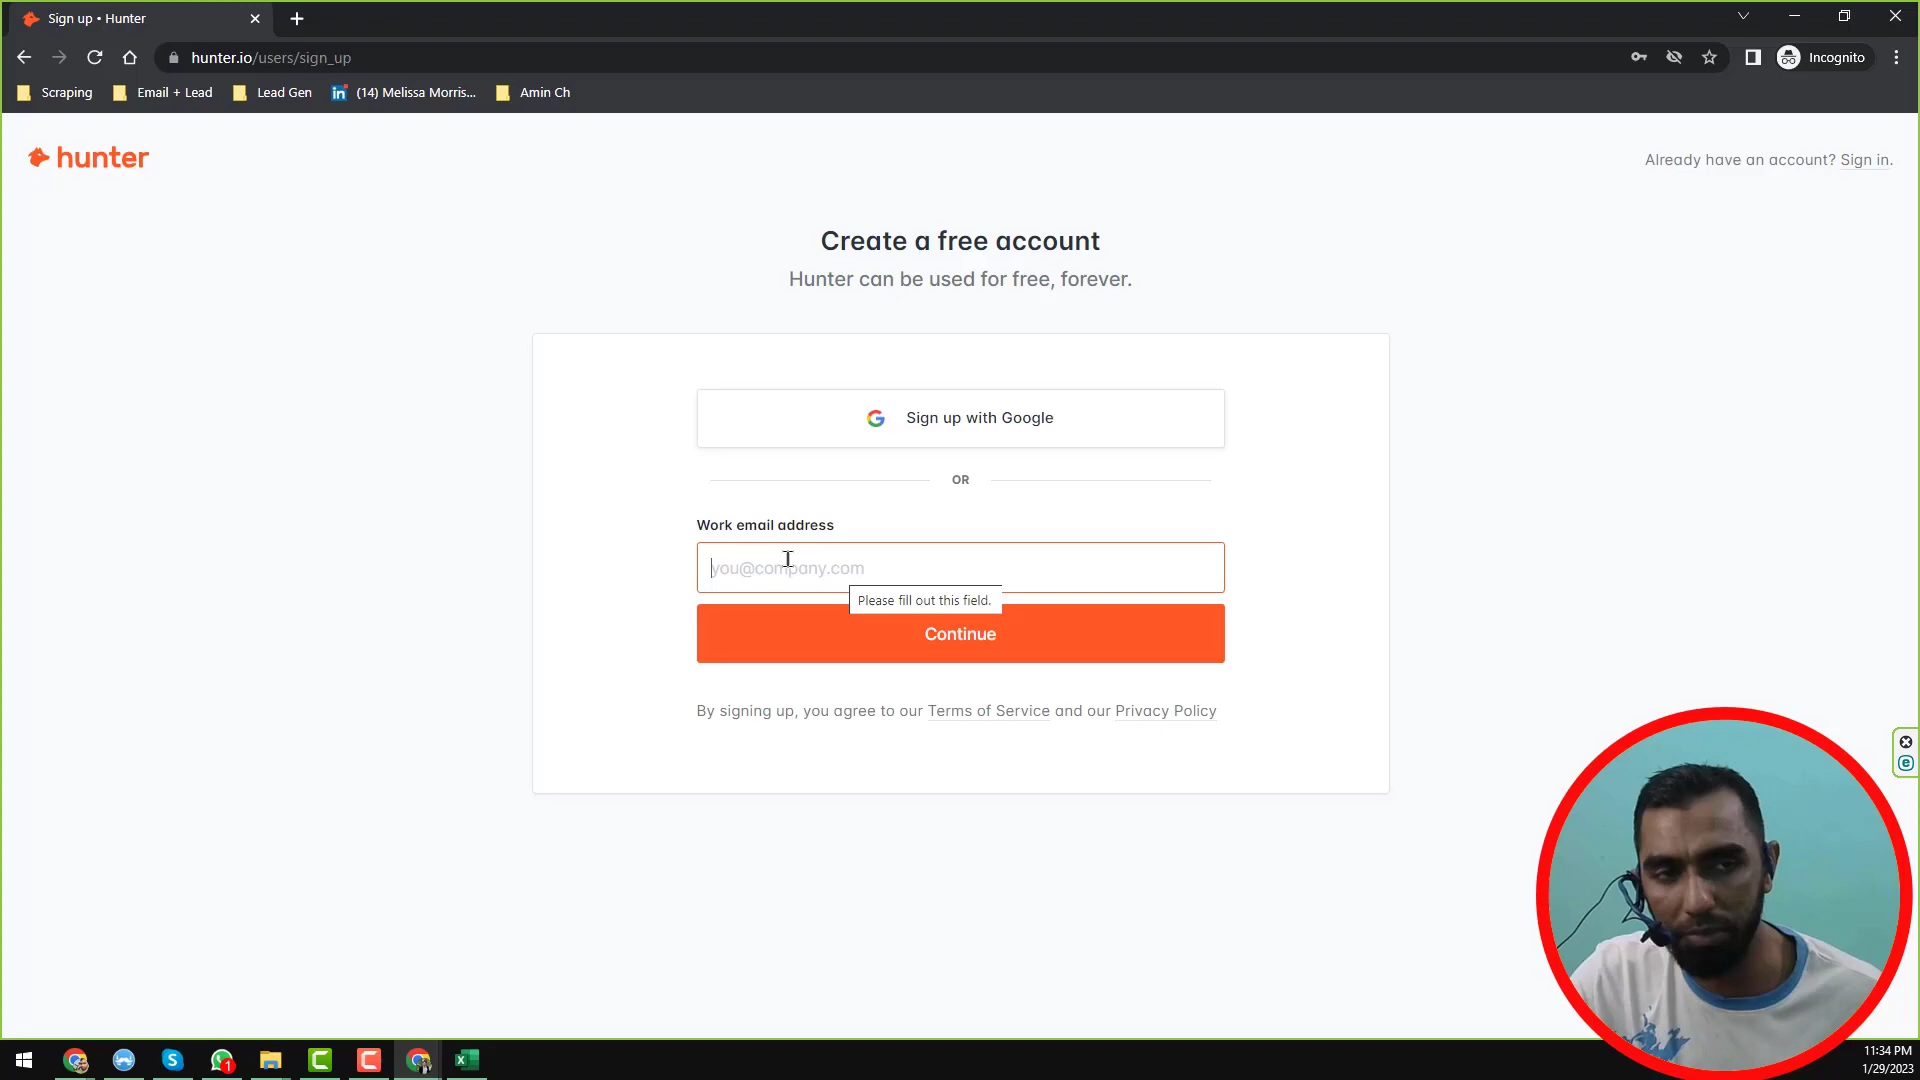 Sign up • Hunter
hunter.io/users/sign_up
Incognito
Scraping
Email + Lead
Lead Gen
(14) Melissa Morris...
Amin Ch
hunter
Already have an account? Sign in.
Create a free account
Hunter can be used for free, forever.
Sign up with Google
OR
Work email address
you@company.com
Please fill out this field.
Continue
By signing up, you agree to our Terms of Service and our Privacy Policy
11:34 PM
1/29/2023